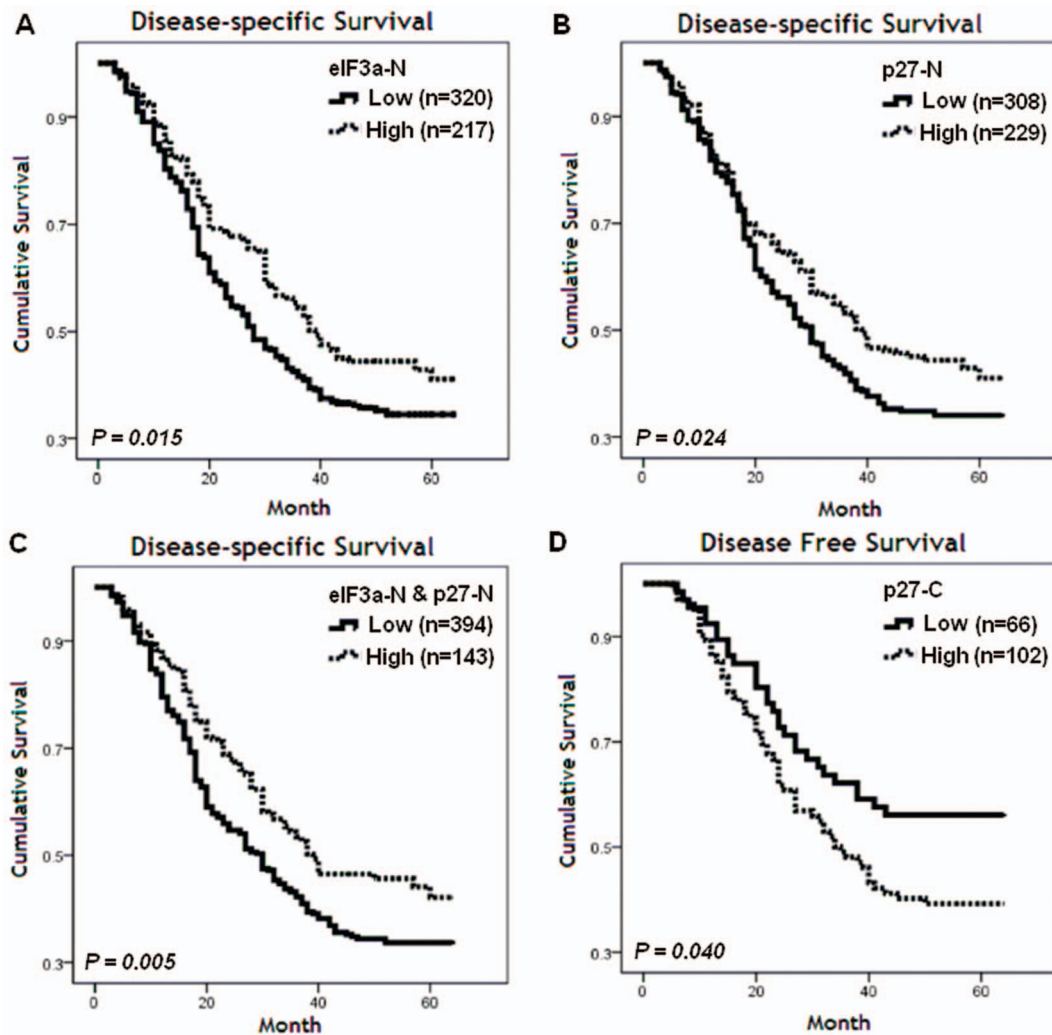 A
Disease-specific Survival
eIF3a-N
Low (n=320)
High (n=217)
Cumulative Survival
0.9
0.7
0.5
0.3
P = 0.015
0 20 40 60
Month
B
Disease-specific Survival
p27-N
Low (n=308)
High (n=229)
Cumulative Survival
0.9
0.7
0.5
0.3
P = 0.024
0 20 40 60
Month
C
Disease-specific Survival
eIF3a-N & p27-N
Low (n=394)
High (n=143)
Cumulative Survival
0.9
0.7
0.5
0.3
P = 0.005
0 20 40 60
Month
D
Disease Free Survival
p27-C
Low (n=66)
High (n=102)
Cumulative Survival
0.9
0.7
0.5
0.3
P = 0.040
0 20 40 60
Month